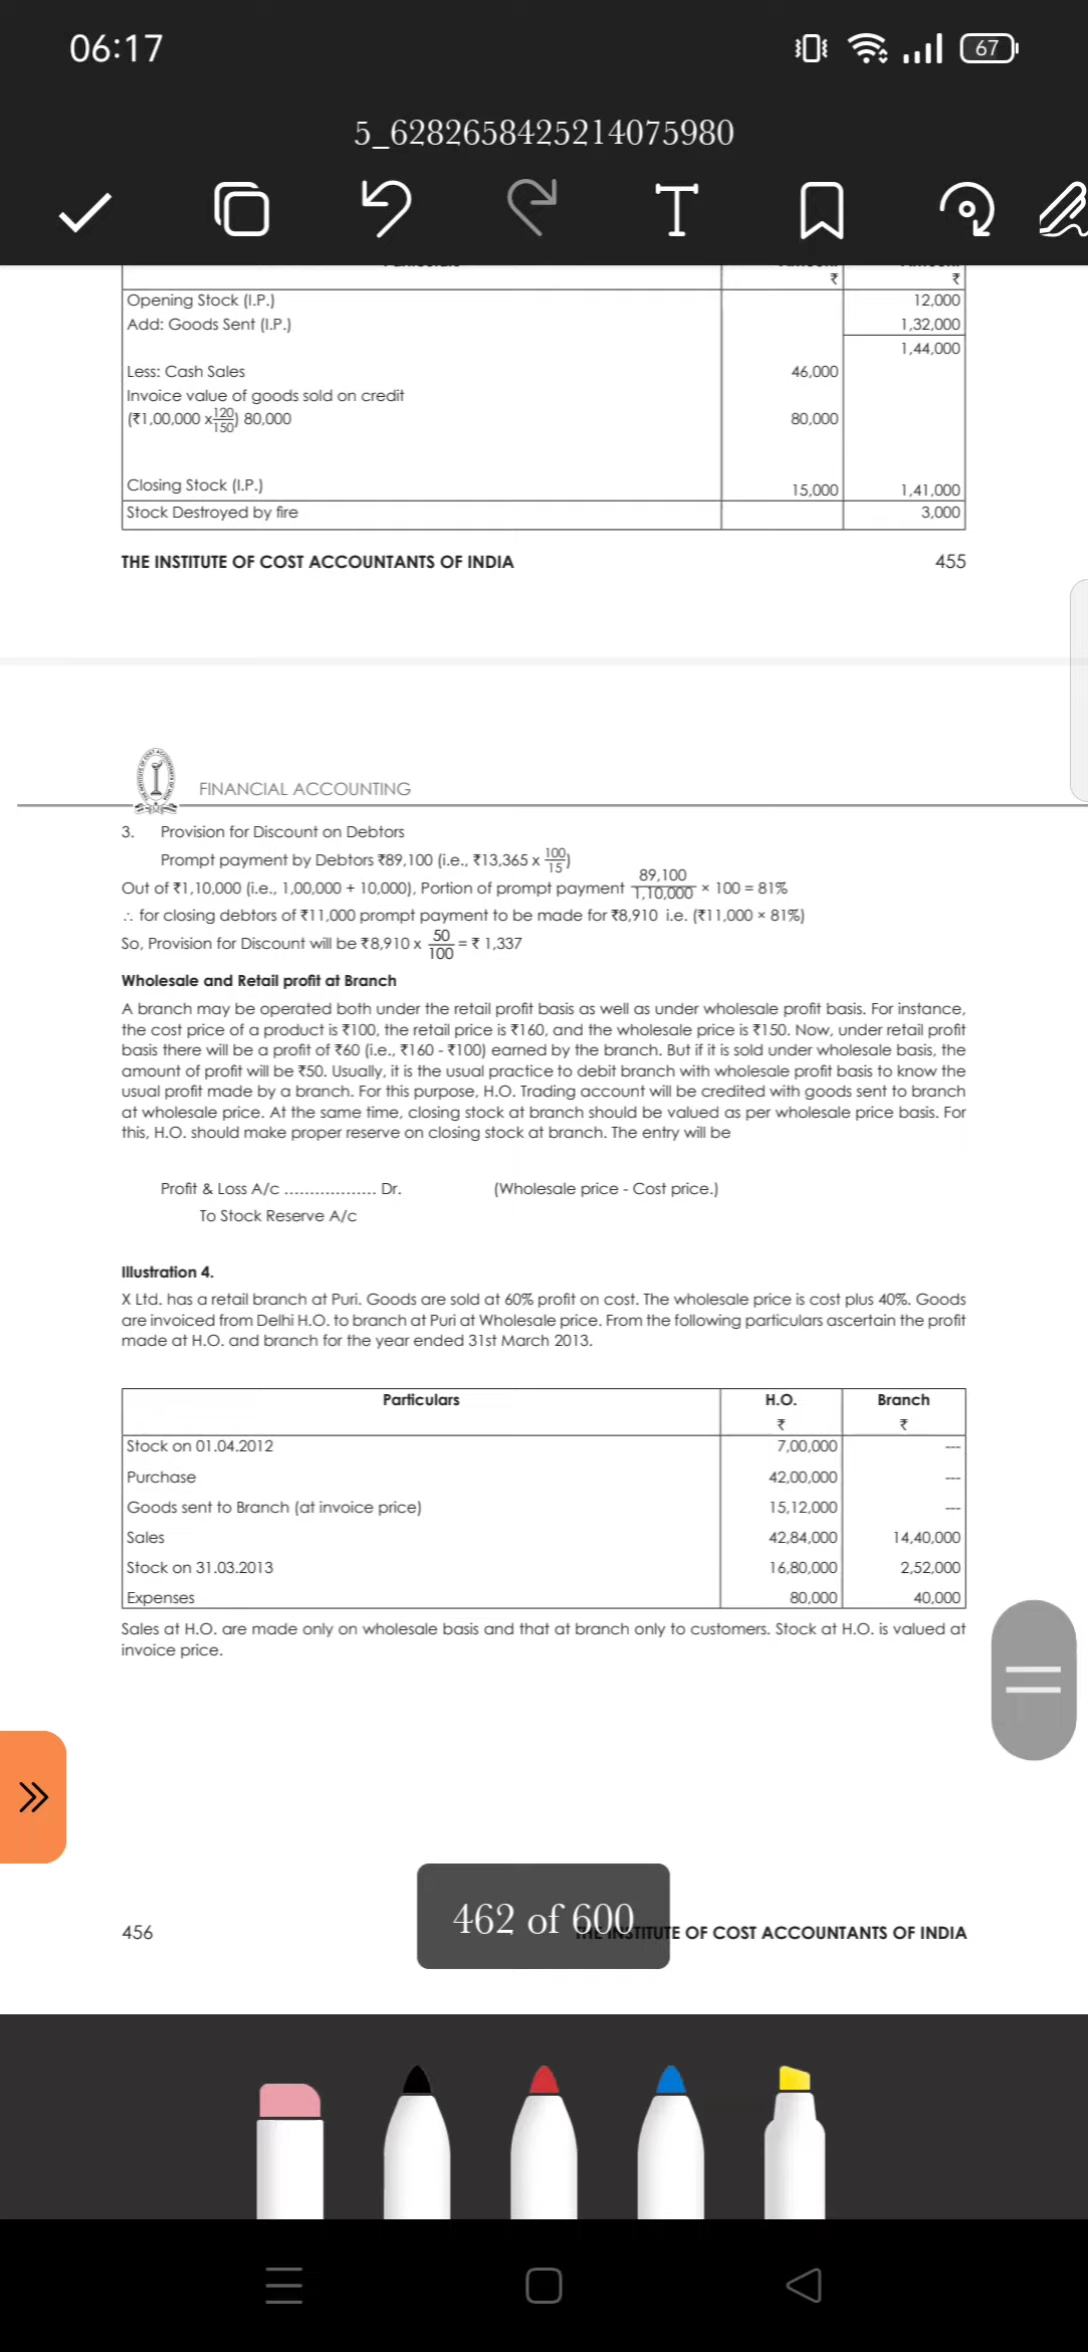 06:17
67
5_6282658425214075980
T
₹ ₹
Opening Stock (I.P.) 12,000
Add: Goods Sent (I.P.) 1,32,000
1,44,000
Less: Cash Sales 46,000
Invoice value of goods sold on credit
(₹1,00,000 x 120/150) 80,000 80,000
Closing Stock (I.P.) 15,000 1,41,000
Stock Destroyed by fire 3,000
THE INSTITUTE OF COST ACCOUNTANTS OF INDIA 455
FINANCIAL ACCOUNTING
3. Provision for Discount on Debtors
Prompt payment by Debtors ₹89,100 (i.e., ₹13,365 x 100/15)
Out of ₹1,10,000 (i.e., 1,00,000 + 10,000), Portion of prompt payment 89,100/1,10,000 × 100 = 81%
∴ for closing debtors of ₹11,000 prompt payment to be made for ₹8,910 i.e. (₹11,000 × 81%)
So, Provision for Discount will be ₹8,910 x 50/100 = ₹ 1,337
Wholesale and Retail profit at Branch
A branch may be operated both under the retail profit basis as well as under wholesale profit basis. For instance,
the cost price of a product is ₹100, the retail price is ₹160, and the wholesale price is ₹150. Now, under retail profit
basis there will be a profit of ₹60 (i.e., ₹160 - ₹100) earned by the branch. But if it is sold under wholesale basis, the
amount of profit will be ₹50. Usually, it is the usual practice to debit branch with wholesale profit basis to know the
usual profit made by a branch. For this purpose, H.O. Trading account will be credited with goods sent to branch
at wholesale price. At the same time, closing stock at branch should be valued as per wholesale price basis. For
this, H.O. should make proper reserve on closing stock at branch. The entry will be
Profit & Loss A/c .................. Dr. (Wholesale price - Cost price.)
To Stock Reserve A/c
Illustration 4.
X Ltd. has a retail branch at Puri. Goods are sold at 60% profit on cost. The wholesale price is cost plus 40%. Goods
are invoiced from Delhi H.O. to branch at Puri at Wholesale price. From the following particulars ascertain the profit
made at H.O. and branch for the year ended 31st March 2013.
Particulars H.O. Branch
₹ ₹
Stock on 01.04.2012 7,00,000 ---
Purchase 42,00,000 ---
Goods sent to Branch (at invoice price) 15,12,000 ---
Sales 42,84,000 14,40,000
Stock on 31.03.2013 16,80,000 2,52,000
Expenses 80,000 40,000
Sales at H.O. are made only on wholesale basis and that at branch only to customers. Stock at H.O. is valued at
invoice price.
462 of 600
456 THE INSTITUTE OF COST ACCOUNTANTS OF INDIA